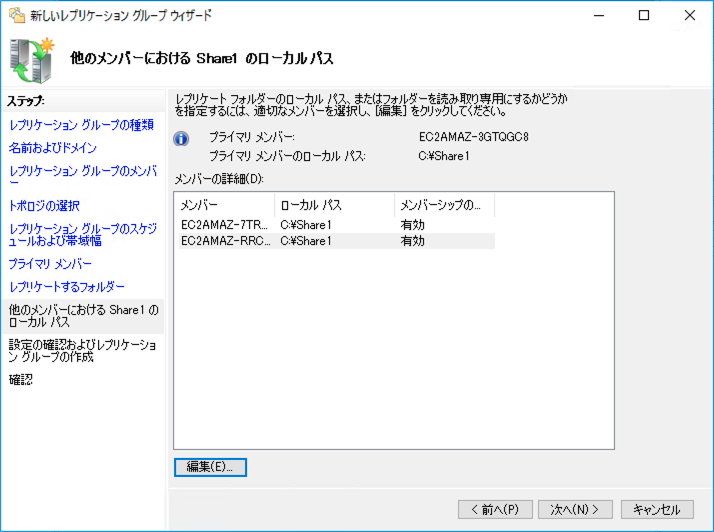 新しいレプリケーション グループ ウィザード
他のメンバーにおける Share1 のローカル パス
ステップ:
レプリケーション グループの種類
名前およびドメイン
レプリケーション グループのメンバ
ー
トポロジの選択
レプリケーション グループのスケジ
ュールおよび帯域幅
プライマリ メンバー
レプリケートするフォルダー
他のメンバーにおける Share1 の
ローカル パス
設定の確認およびレプリケーショ
ン グループの作成
確認
レプリケート フォルダーのローカル パス、またはフォルダーを読み取り専用にするかどうか
を指定するには、適切なメンバーを選択し、[編集] をクリックしてください。
プライマリ メンバー: EC2AMAZ-3GTQGC8
プライマリ メンバーのローカル パス: C:¥Share1
メンバーの詳細(D):
メンバー ローカル パス メンバーシップの...
EC2AMAZ-7TR... C:¥Share1 有効
EC2AMAZ-RRC... C:¥Share1 有効
編集(E)...
< 前へ(P) 次へ(N) > キャンセル